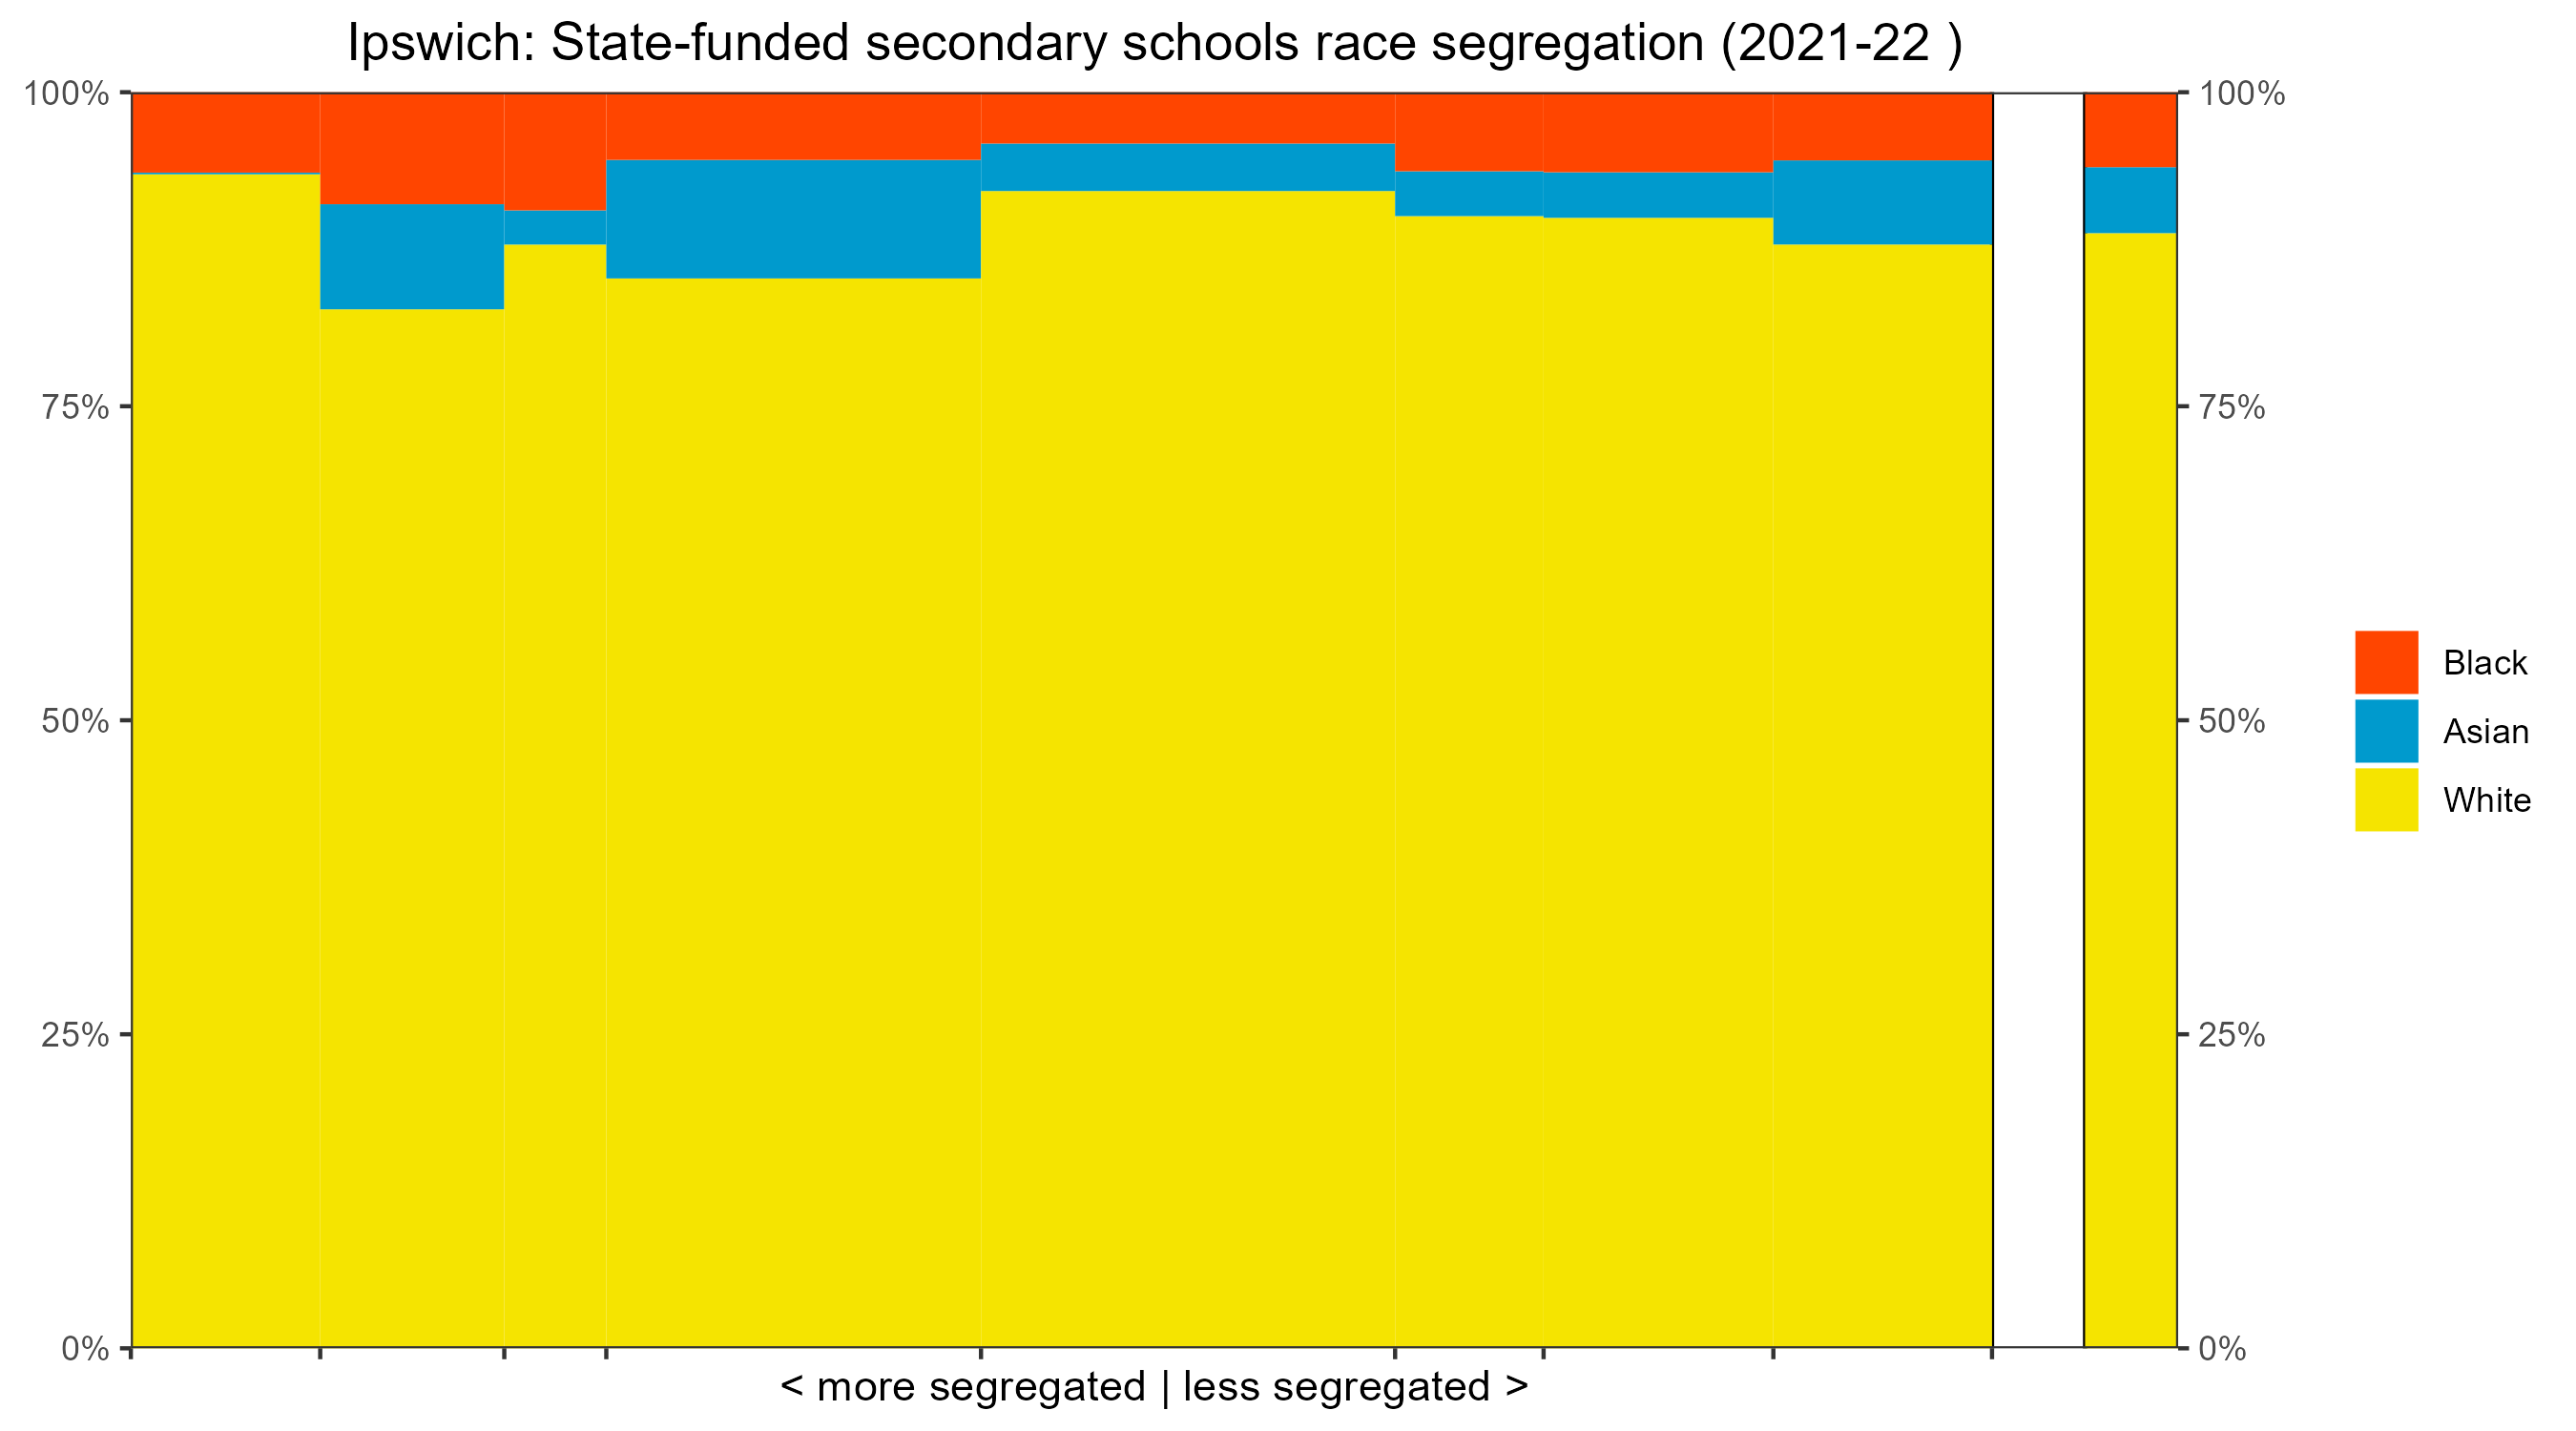 Ipswich: State-funded secondary schools race segregation (2021-22 )
100%
75%
50%
25%
0%
100%
75%
50%
25%
0%
Black
Asian
White
< more segregated | less segregated >